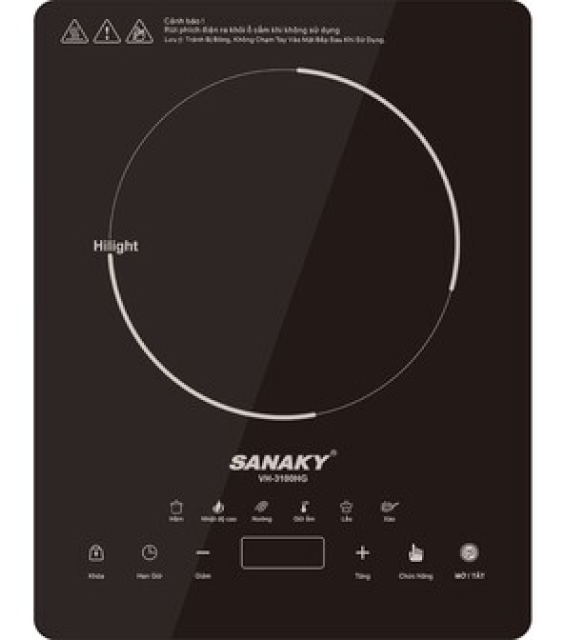 Cảnh báo !
Rút phích điện ra khỏi ổ cắm khi không sử dụng
Lưu ý: Tránh Bị Bỏng, Không Chạm Tay Vào Mặt Bếp Sau Khi Sử Dụng.
Hilight
SANAKY®
VH-3100HG
Hầm Nhiệt độ cao Nướng Giữ ấm Lẩu Xào
Khóa Hẹn Giờ Giảm Tăng Chức Năng MỞ / TẮT